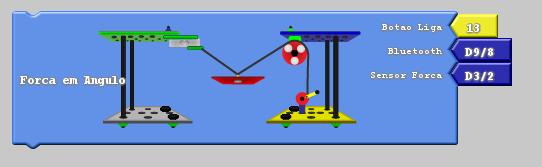 Botao Liga 13
Bluetooth D9/8
Sensor Forca D3/2
Forca em Angulo